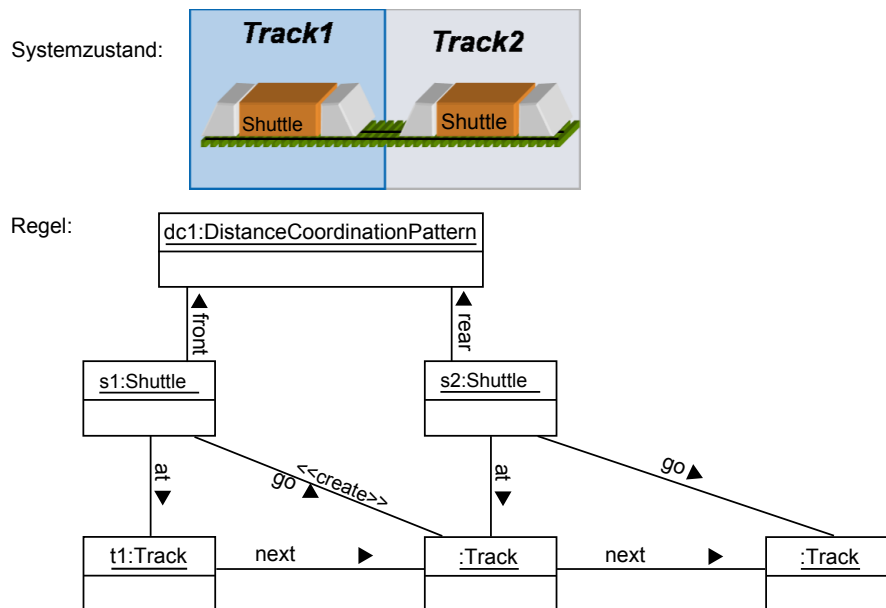 Systemzustand:
Track1
Track2
Shuttle
Shuttle
Regel:
dc1:DistanceCoordinationPattern
front
rear
s1:Shuttle
s2:Shuttle
at
<<create>>
go
at
go
t1:Track
next
:Track
next
:Track